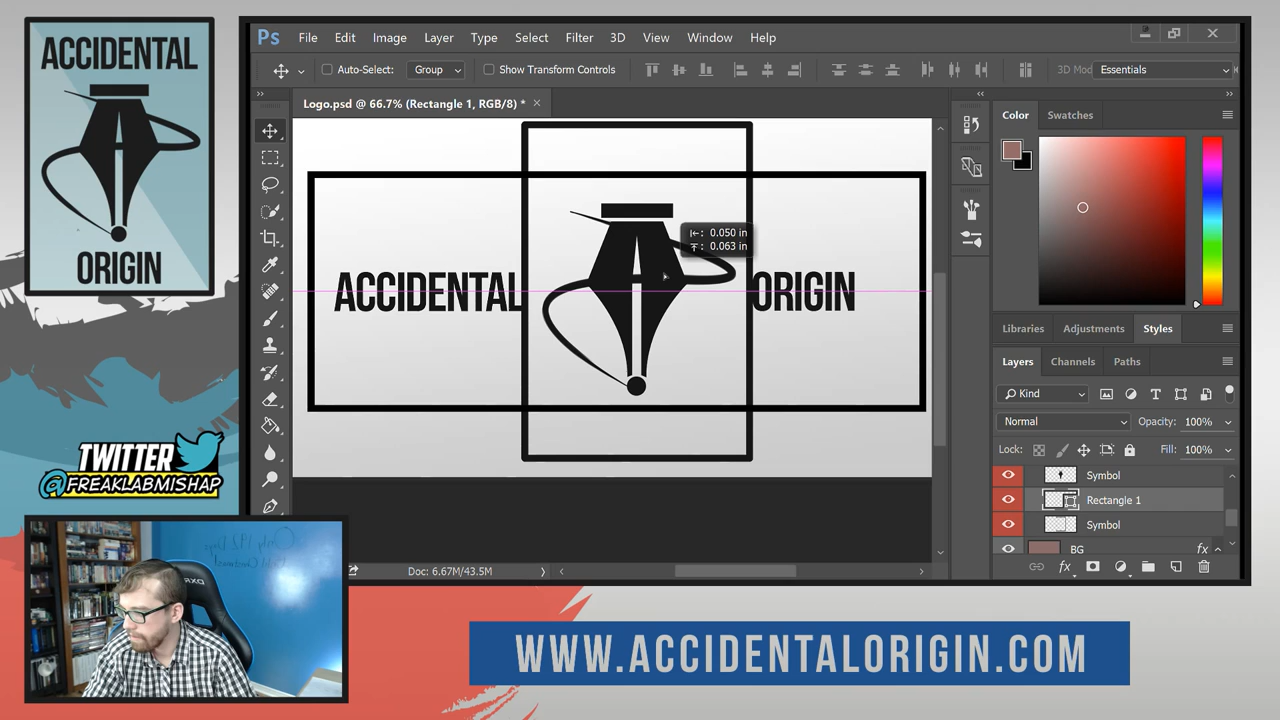 ACCIDENTAL
ORIGIN
TWITTER
@FREAKLABMISHAP
Ps File Edit Image Layer Type Select Filter 3D View Window Help
Auto-Select: Group Show Transform Controls 3D Mod Essentials
Logo.psd @ 66.7% (Rectangle 1, RGB/8) * ×
ACCIDENTAL ORIGIN
0.050 in
0.063 in
Doc: 6.67M/43.5M
Color Swatches
Libraries Adjustments Styles
Layers Channels Paths
Kind
Normal Opacity: 100%
Lock: Fill: 100%
Symbol
Rectangle 1
Symbol
BG fx
fx
WWW.ACCIDENTALORIGIN.COM